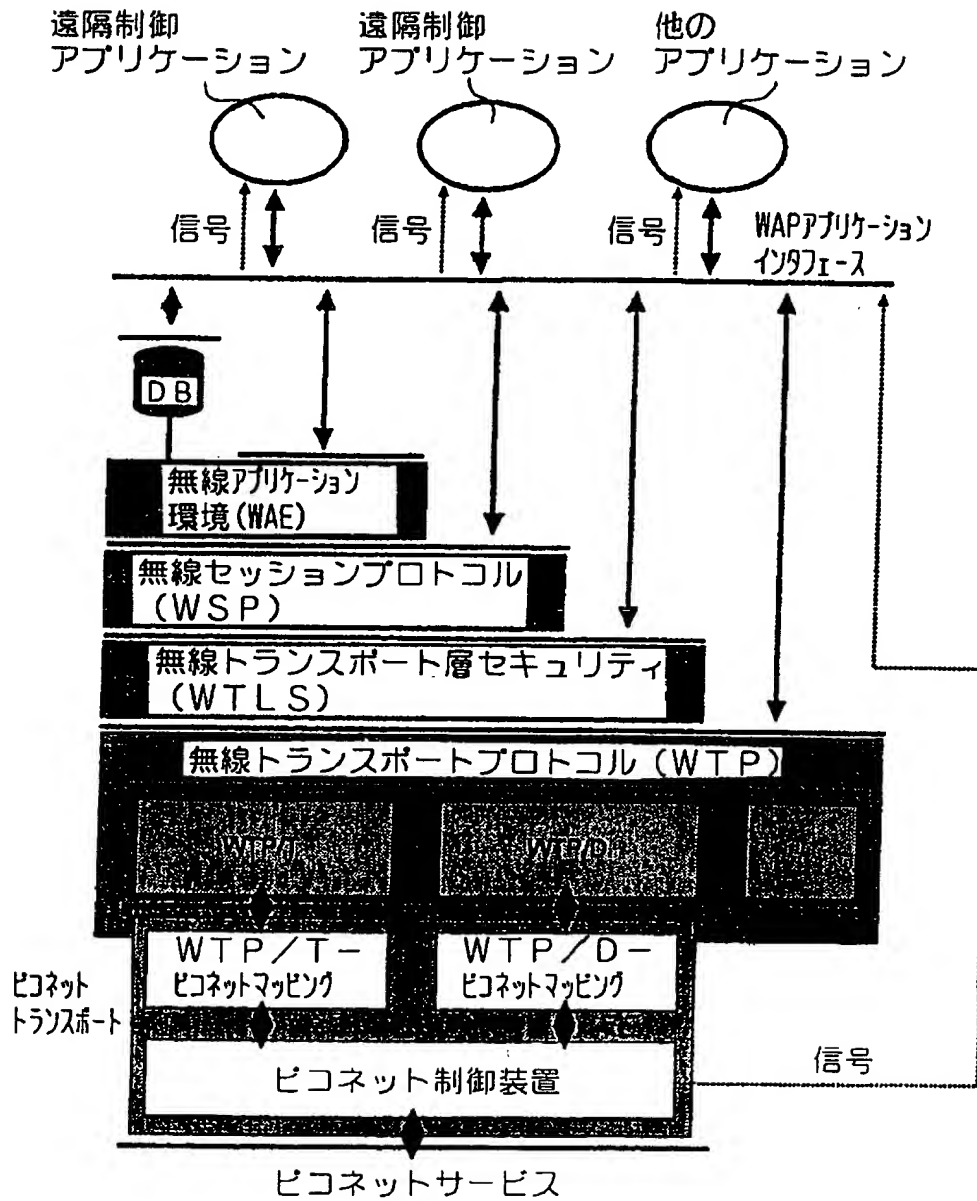 遠隔制御
アプリケーション
遠隔制御
アプリケーション
他の
アプリケーション
信号
信号
信号
WAPアプリケーション
インタフェース
DB
無線アプリケーション
環境(WAE)
無線セッションプロトコル
(WSP)
無線トランスポート層セキュリティ
(WTLS)
無線トランスポートプロトコル(WTP)
WTP/T
WTP/D
WTP/T-
ピコネットマッピング
WTP/D-
ピコネットマッピング
ピコネット
トランスポート
ピコネット制御装置
信号
ピコネットサービス